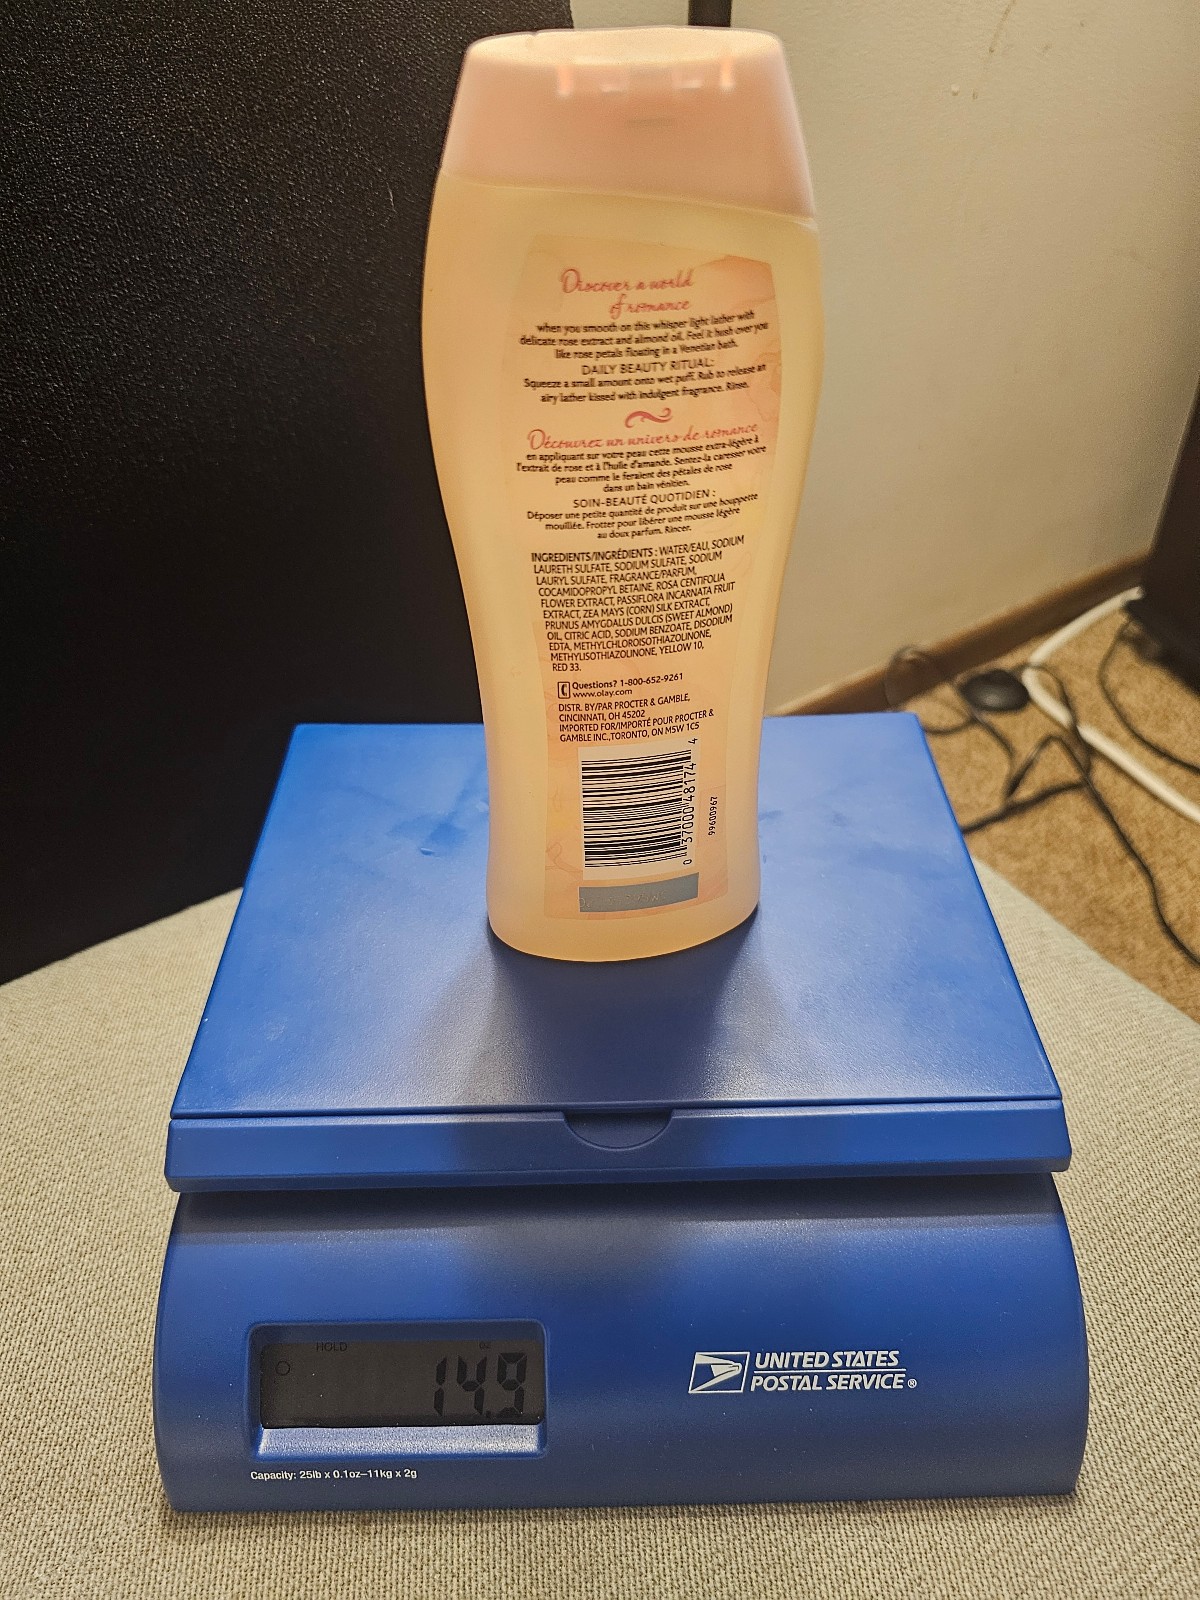 Discover a world
of romance
when you smooth on this whisper light lather with
delicate rose extract and almond oil. Feel it hush over you
like rose petals floating in a Venetian bath.
DAILY BEAUTY RITUAL:
Squeeze a small amount onto wet puff. Rub to release an
airy lather kissed with indulgent fragrance. Rinse.
Découvrez un univers de romance
en appliquant sur votre peau cette mousse extra-légère à
l'extrait de rose et à l'huile d'amande. Sentez-la caresser votre
peau comme le feraient des pétales de rose
dans un bain vénitien.
SOIN-BEAUTÉ QUOTIDIEN :
Déposer une petite quantité de produit sur une houppette
mouillée. Frotter pour libérer une mousse légère
au doux parfum. Rincer.
INGREDIENTS/INGRÉDIENTS : WATER/EAU, SODIUM
LAURETH SULFATE, SODIUM SULFATE, SODIUM
LAURYL SULFATE, FRAGRANCE/PARFUM,
COCAMIDOPROPYL BETAINE, ROSA CENTIFOLIA
FLOWER EXTRACT, PASSIFLORA INCARNATA FRUIT
EXTRACT, ZEA MAYS (CORN) SILK EXTRACT,
PRUNUS AMYGDALUS DULCIS (SWEET ALMOND)
OIL, CITRIC ACID, SODIUM BENZOATE, DISODIUM
EDTA, METHYLCHLOROISOTHIAZOLINONE,
METHYLISOTHIAZOLINONE, YELLOW 10,
RED 33.
Questions? 1-800-652-9261
www.olay.com
DISTR. BY/PAR PROCTER & GAMBLE,
CINCINNATI, OH 45202
IMPORTED FOR/IMPORTÉ POUR PROCTER &
GAMBLE INC.,TORONTO, ON M5W 1C5
0 37000 48174 4
99600967
HOLD
oz
14.9
UNITED STATES
POSTAL SERVICE®
Capacity: 25lb x 0.1oz–11kg x 2g